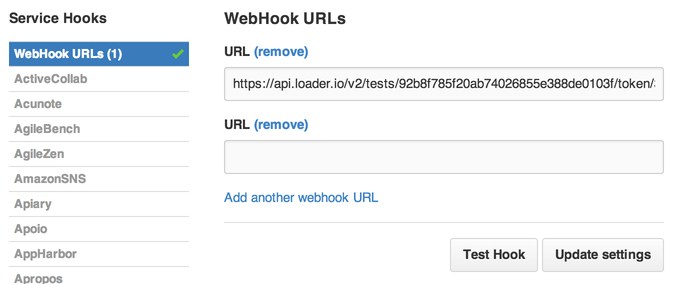 Service Hooks
WebHook URLs (1)
ActiveCollab
Acunote
AgileBench
AgileZen
AmazonSNS
Apiary
Apoio
AppHarbor
Apropos
WebHook URLs
URL (remove)
https://api.loader.io/v2/tests/92b8f785f20ab74026855e388de0103f/token/
URL (remove)
Add another webhook URL
Test Hook
Update settings